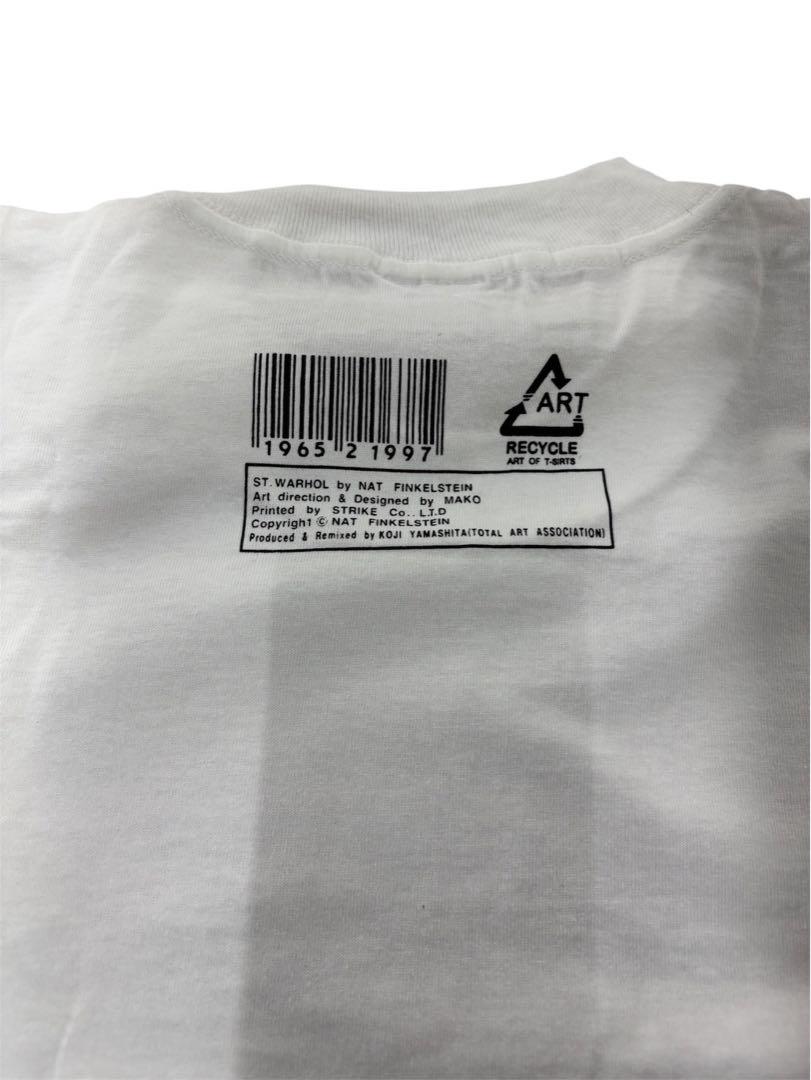 1965 2 1997
ART
RECYCLE
ART OF T-SIRTS
ST. WARHOL by NAT FINKELSTEIN
Art direction & Designed by MAKO
Printed by STRIKE Co.. L.T.D
Copyright © NAT FINKELSTEIN
Produced & Remixed by KOJI YAMASHITA(TOTAL ART ASSOCIATION)